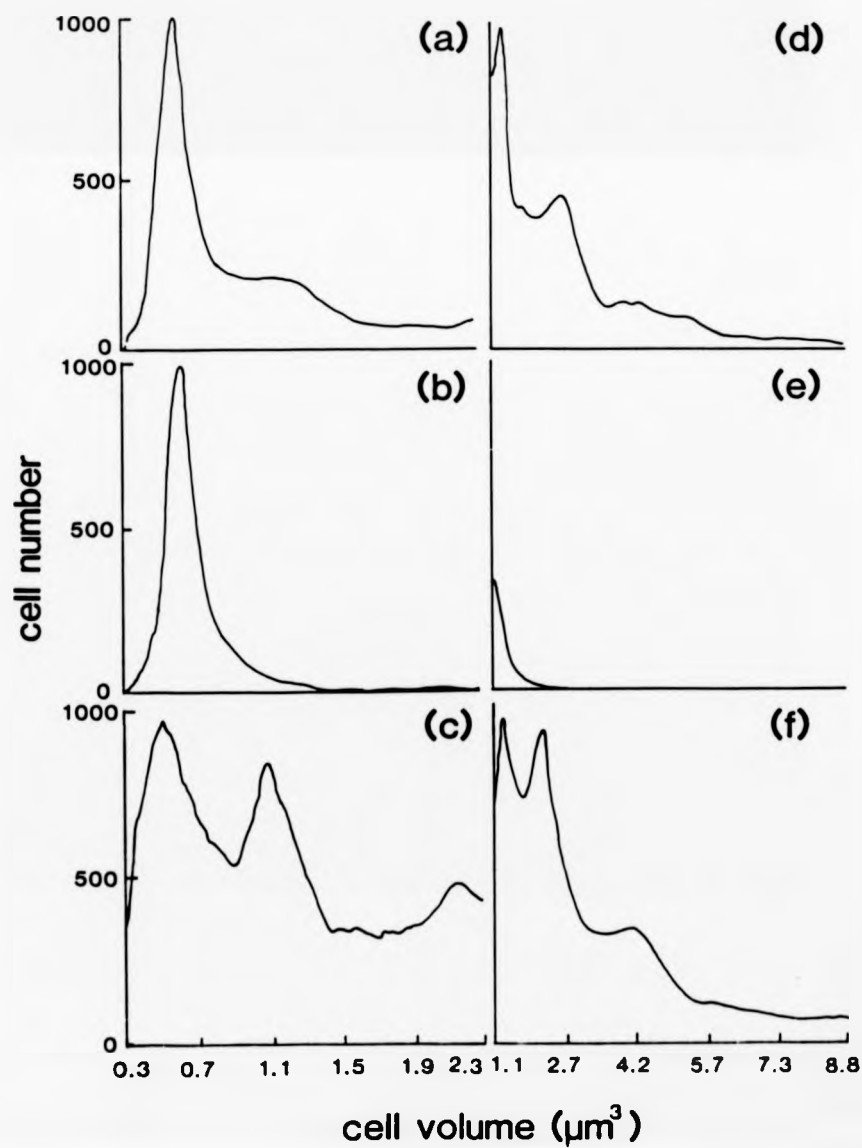 1000 (a) (d)
500
0
1000 (b) (e)
500
0
1000 (c) (f)
500
0
cell number
0.3 0.7 1.1 1.5 1.9 2.3 1.1 2.7 4.2 5.7 7.3 8.8
cell volume (µm³)